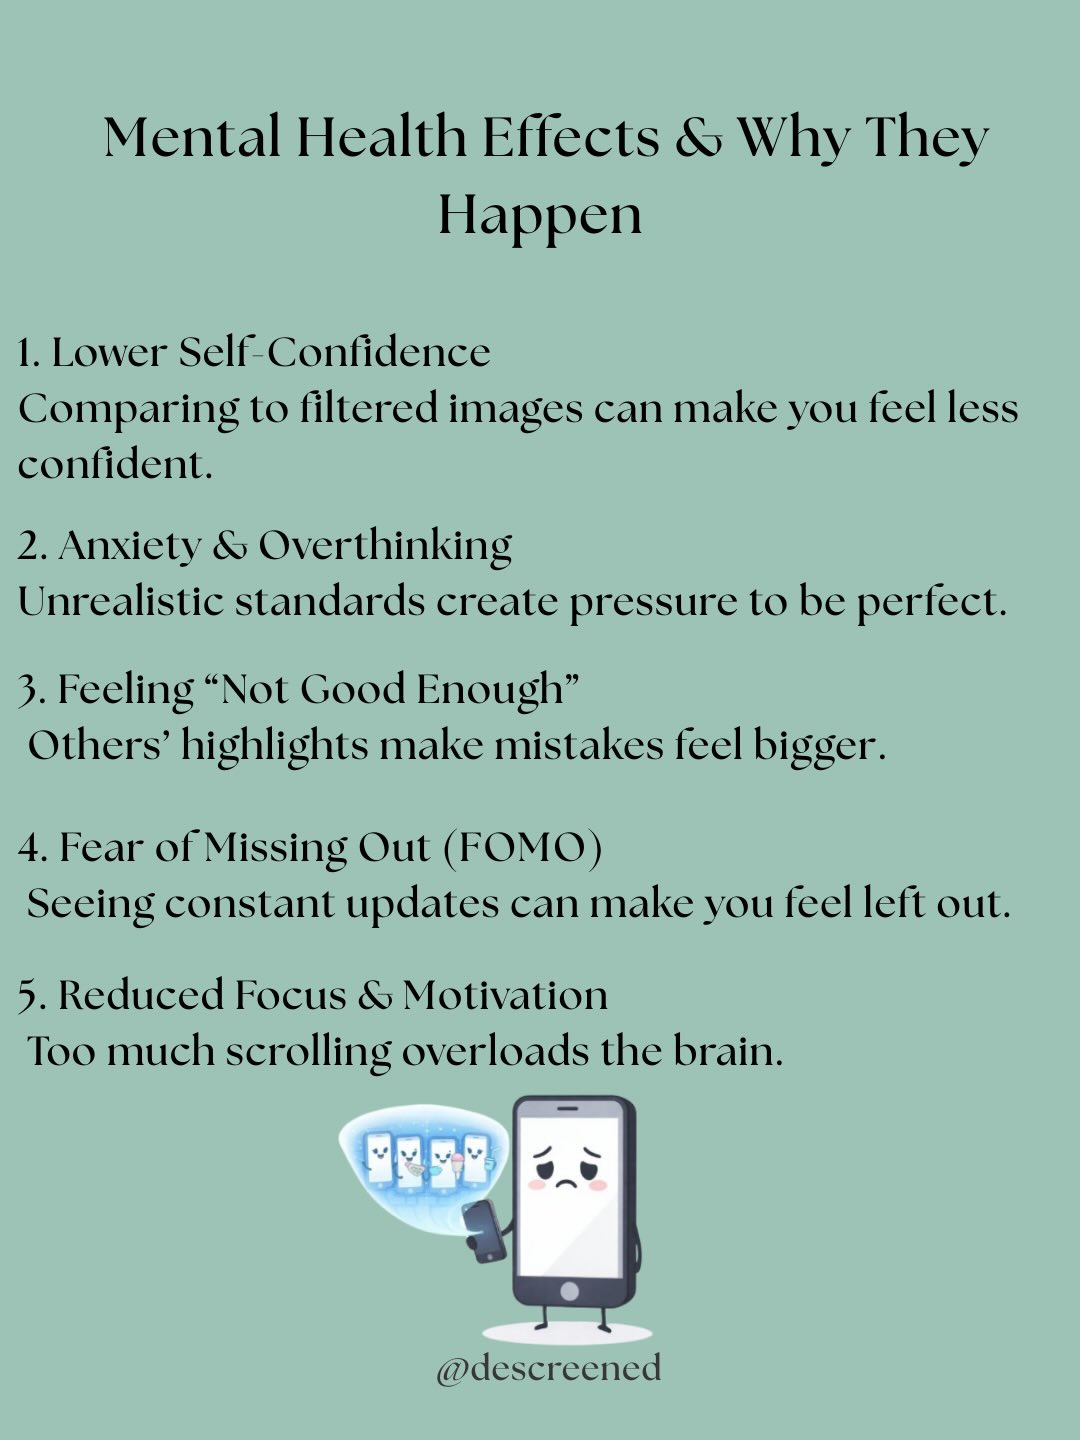 Mental Health Effects & Why They
Happen
1. Lower Self-Confidence
Comparing to filtered images can make you feel less
confident.
2. Anxiety & Overthinking
Unrealistic standards create pressure to be perfect.
3. Feeling “Not Good Enough”
Others’ highlights make mistakes feel bigger.
4. Fear of Missing Out (FOMO)
Seeing constant updates can make you feel left out.
5. Reduced Focus & Motivation
Too much scrolling overloads the brain.
@descreened